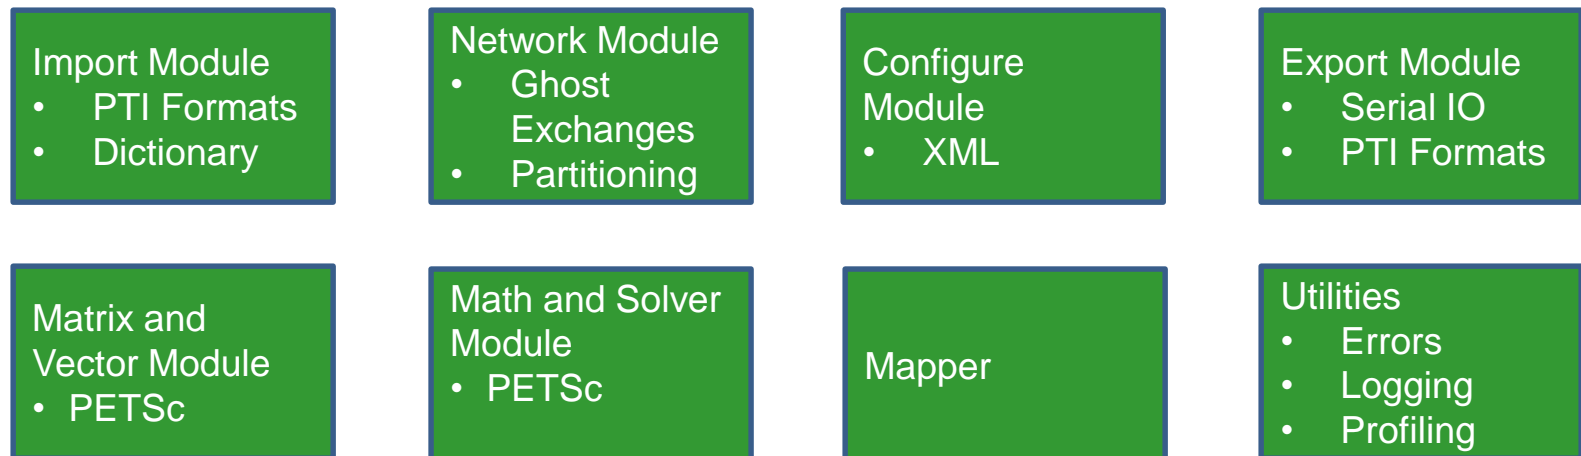 Import Module
• PTI Formats
• Dictionary
Network Module
• Ghost
Exchanges
• Partitioning
Configure
Module
• XML
Export Module
• Serial IO
• PTI Formats
Matrix and
Vector Module
• PETSc
Math and Solver
Module
• PETSc
Mapper
Utilities
• Errors
• Logging
• Profiling